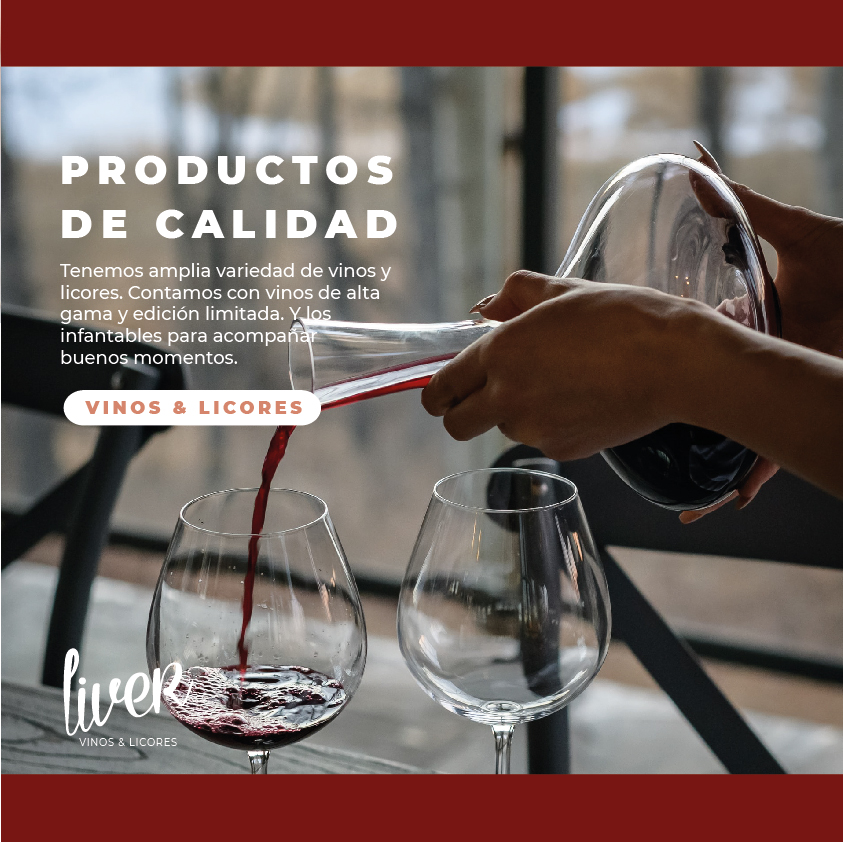 PRODUCTOS
DE CALIDAD
Tenemos amplia variedad de vinos y
licores. Contamos con vinos de alta
gama y edición limitada. Y los
infantables para acompañar
buenos momentos.
VINOS & LICORES
liver
VINOS & LICORES